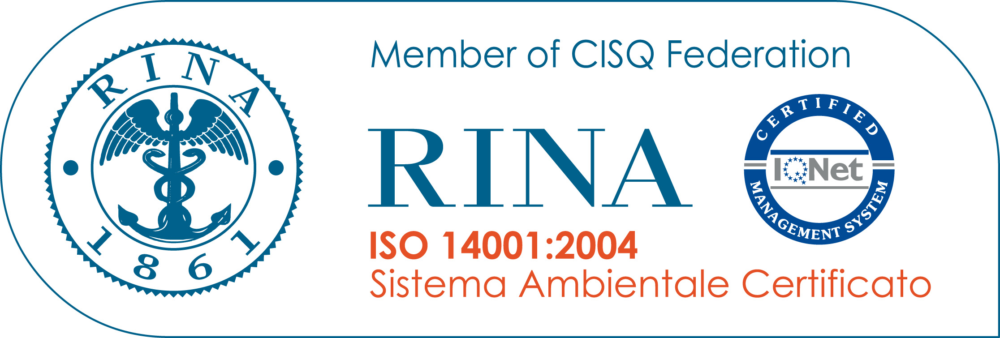 RINA
1861
Member of CISQ Federation
RINA
ISO 14001:2004
Sistema Ambientale Certificato
CERTIFIED
IQNet
MANAGEMENT SYSTEM